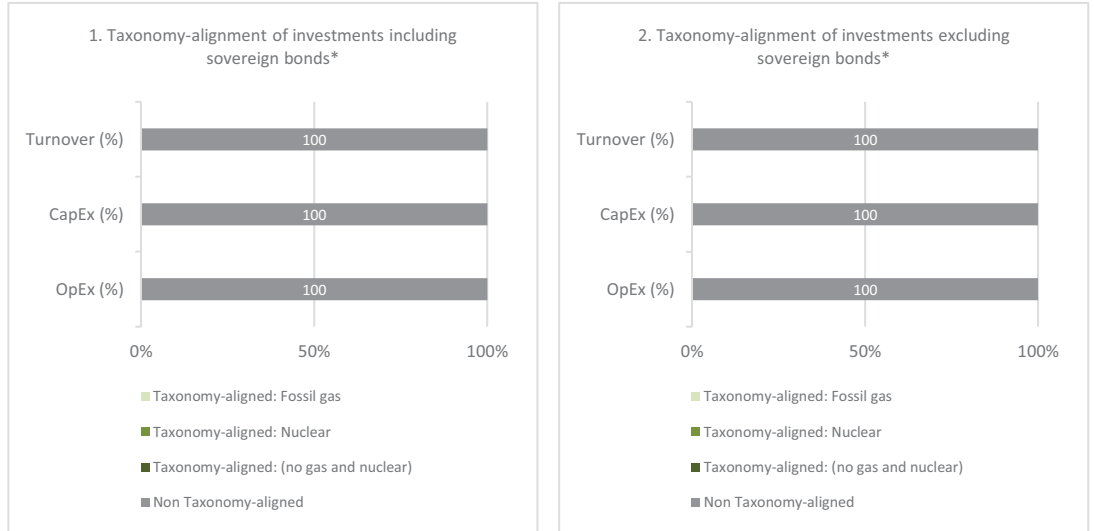 1. Taxonomy-alignment of investments including
sovereign bonds*
Turnover (%)
100
CapEx (%)
100
OpEx (%)
100
0%
50%
100%
Taxonomy-aligned: Fossil gas
Taxonomy-aligned: Nuclear
Taxonomy-aligned: (no gas and nuclear)
Non Taxonomy-aligned
2. Taxonomy-alignment of investments excluding
sovereign bonds*
Turnover (%)
100
CapEx (%)
100
OpEx (%)
100
0%
50%
100%
Taxonomy-aligned: Fossil gas
Taxonomy-aligned: Nuclear
Taxonomy-aligned: (no gas and nuclear)
Non Taxonomy-aligned